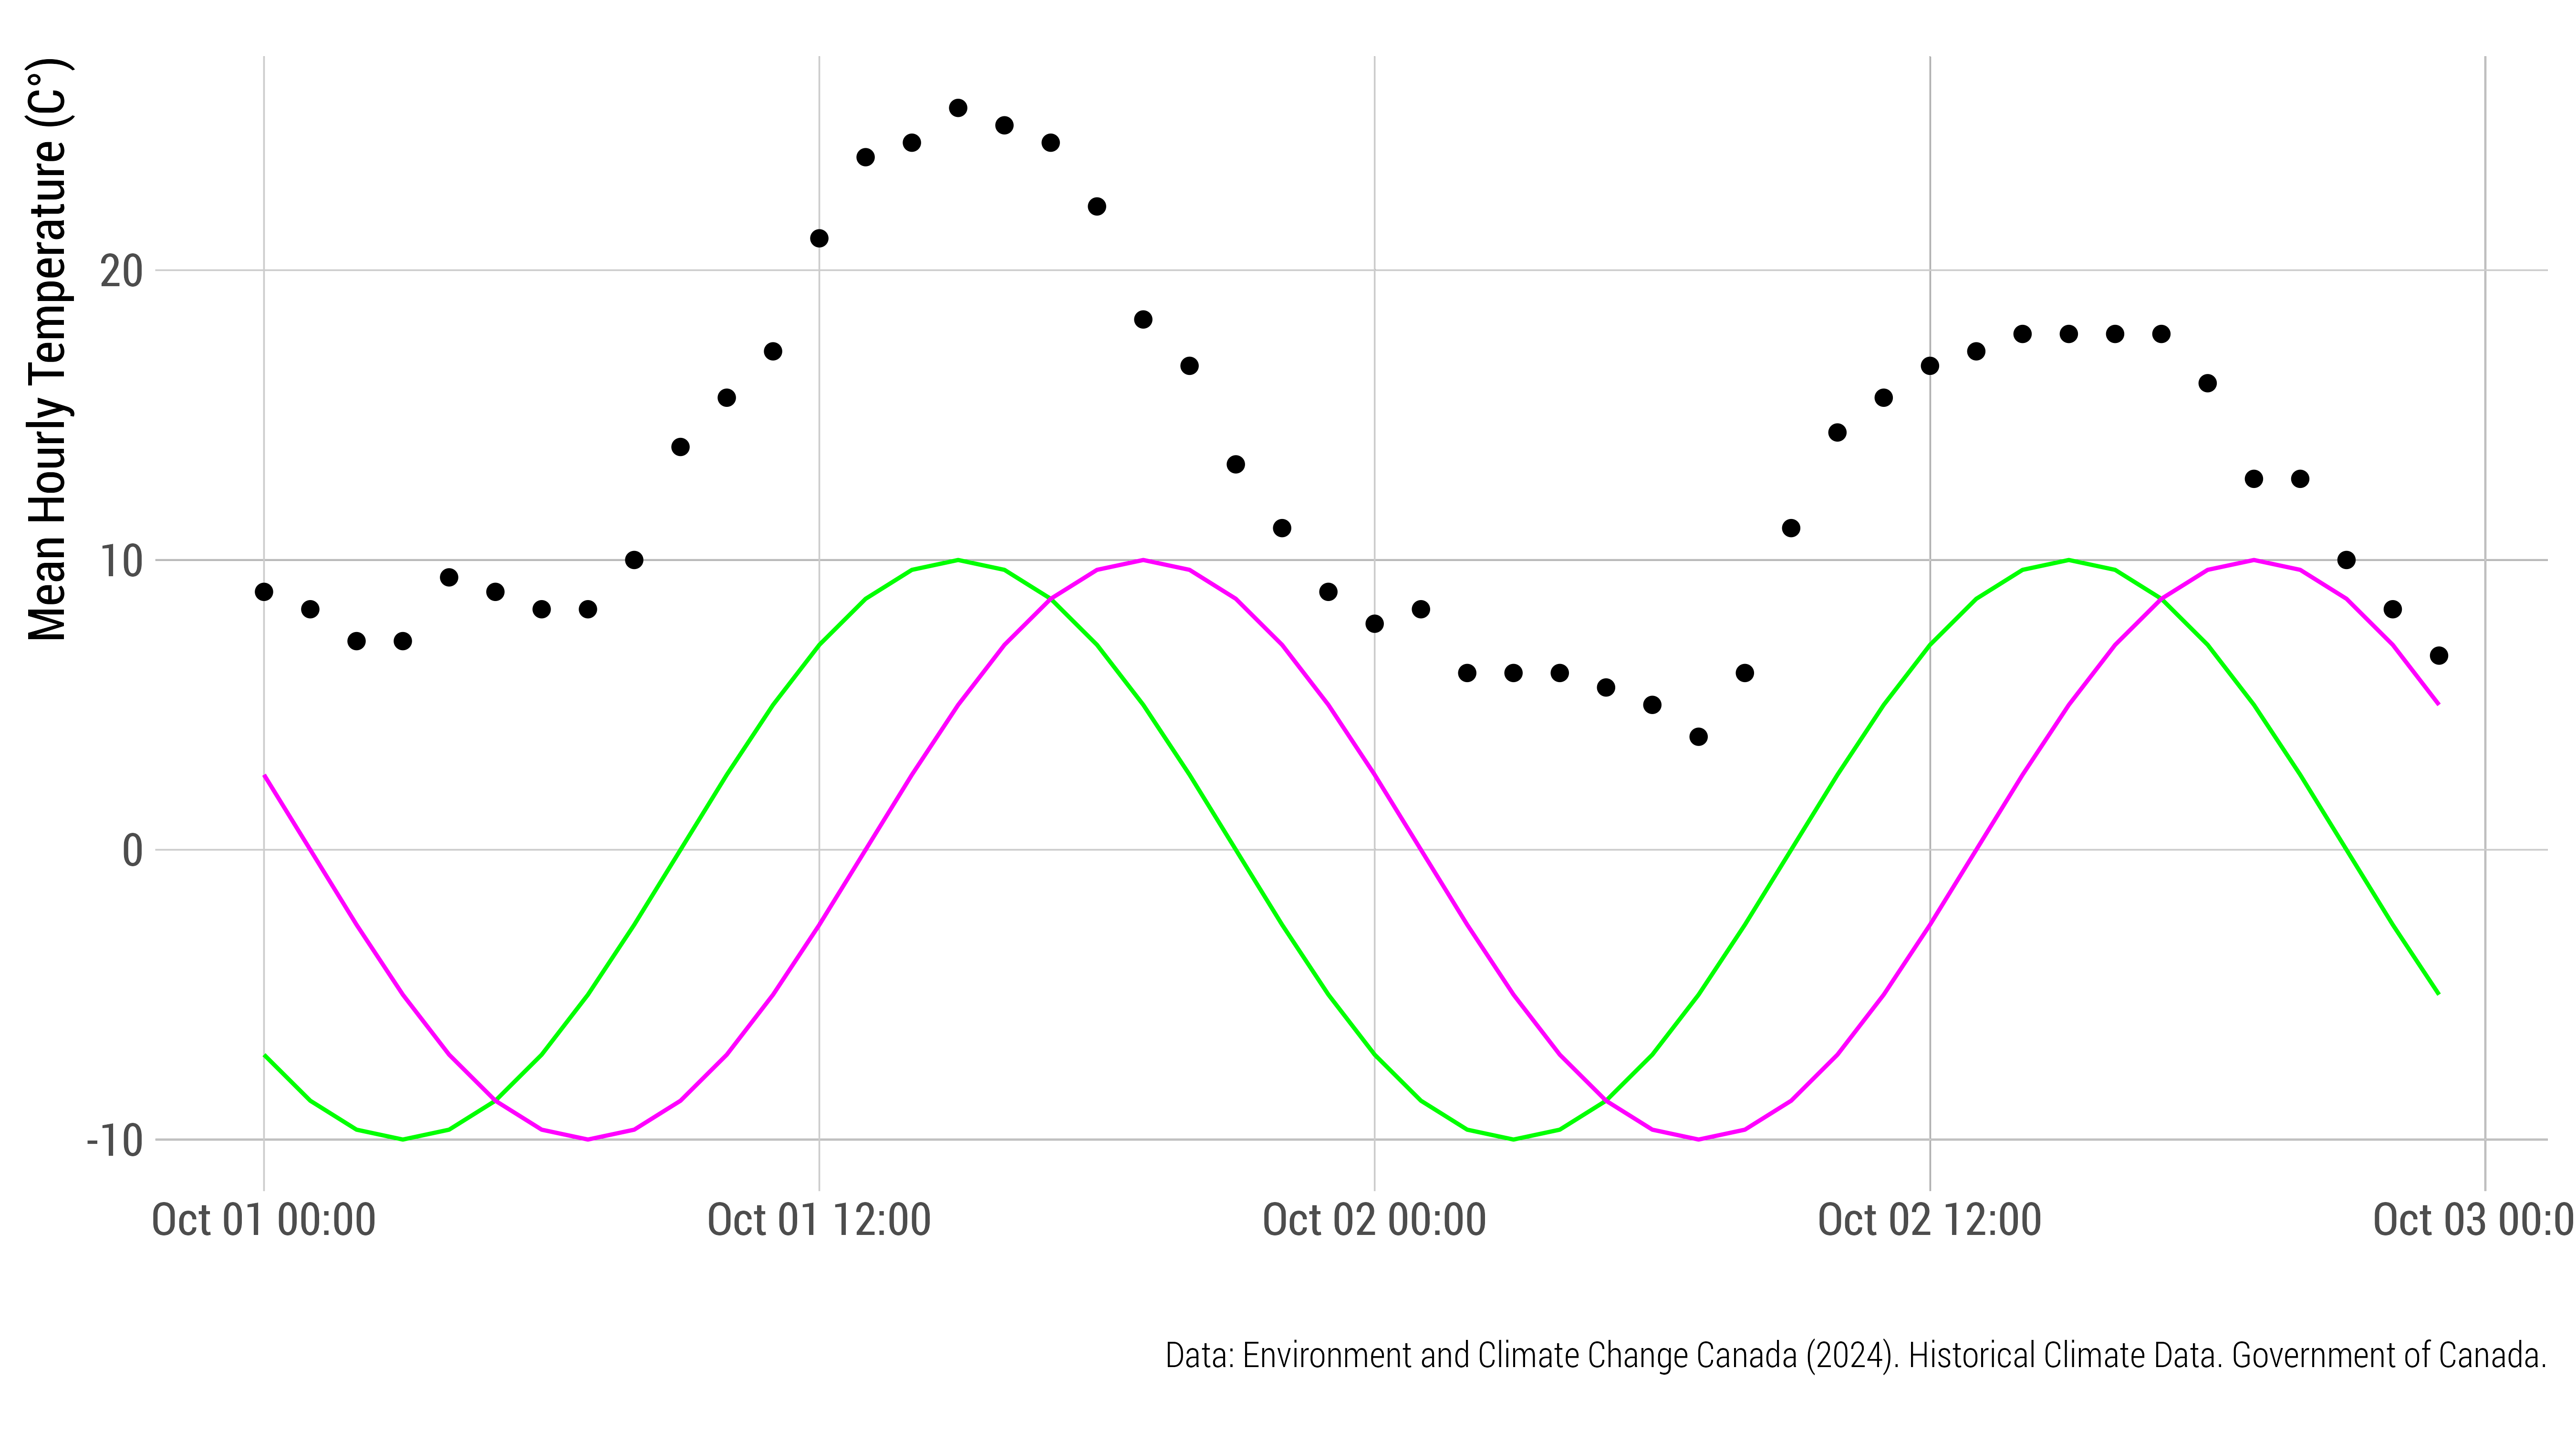 Mean Hourly Temperature (C°)
20
10
0
-10
Oct 01 00:00
Oct 01 12:00
Oct 02 00:00
Oct 02 12:00
Oct 03 00:0
Data: Environment and Climate Change Canada (2024). Historical Climate Data. Government of Canada.